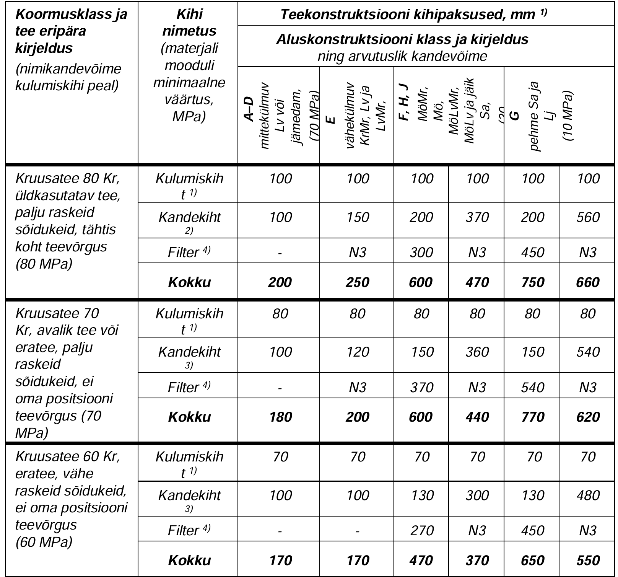 Koormusklass ja
tee eripära
kirjeldus
(nimikandevõime
kulumiskihi peal)
Kihi
nimetus
(materjali
mooduli
minimaalne
väärtus,
MPa)
Teekonstruktsiooni kihipaksused, mm 1)
Aluskonstruktsiooni klass ja kirjeldus
ning arvutuslik kandevõime
A–D
mittekülmuv
Lv või
jämedam,
(70 MPa)
E
vähekülmuv
KrMr, Lv ja
LvMr,
F, H, J
MöMr,
Mö,
MöLvMr,
MöLv ja jäik
Sa,
G
pehme Sa ja
Lj
(10 MPa)
Kruusatee 80 Kr,
üldkasutatav tee,
palju raskeid
sõidukeid, tähtis
koht teevõrgus
(80 MPa)
Kulumiskih
t 1) 100 100 100 100 100 100
Kandekiht
2) 100 150 200 370 200 560
Filter 4) - N3 300 N3 450 N3
Kokku 200 250 600 470 750 660
Kruusatee 70
Kr, avalik tee või
eratee, palju
raskeid
sõidukeid, ei
oma positsiooni
teevõrgus (70
MPa)
Kulumiskih
t 1) 80 80 80 80 80 80
Kandekiht
3) 100 120 150 360 150 540
Filter 4) - N3 370 N3 540 N3
Kokku 180 200 600 440 770 620
Kruusatee 60 Kr,
eratee, vähe
raskeid sõidukeid,
ei oma positsiooni
teevõrgus
(60 MPa)
Kulumiskih
t 1) 70 70 70 70 70 70
Kandekiht
3) 100 100 130 300 130 480
Filter 4) - - 270 N3 450 N3
Kokku 170 170 470 370 650 550